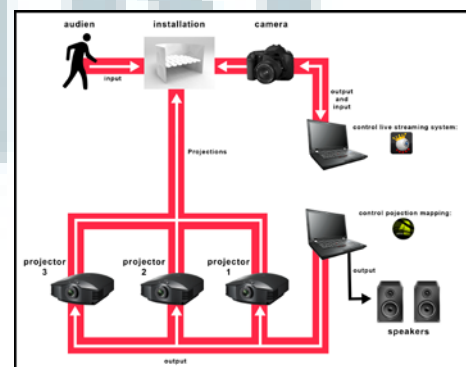 audien
installation
camera
input
output
and
input
control live streaming system:
Projections
control pojection mapping:
projector
3
projector
2
projector
1
output
speakers
output